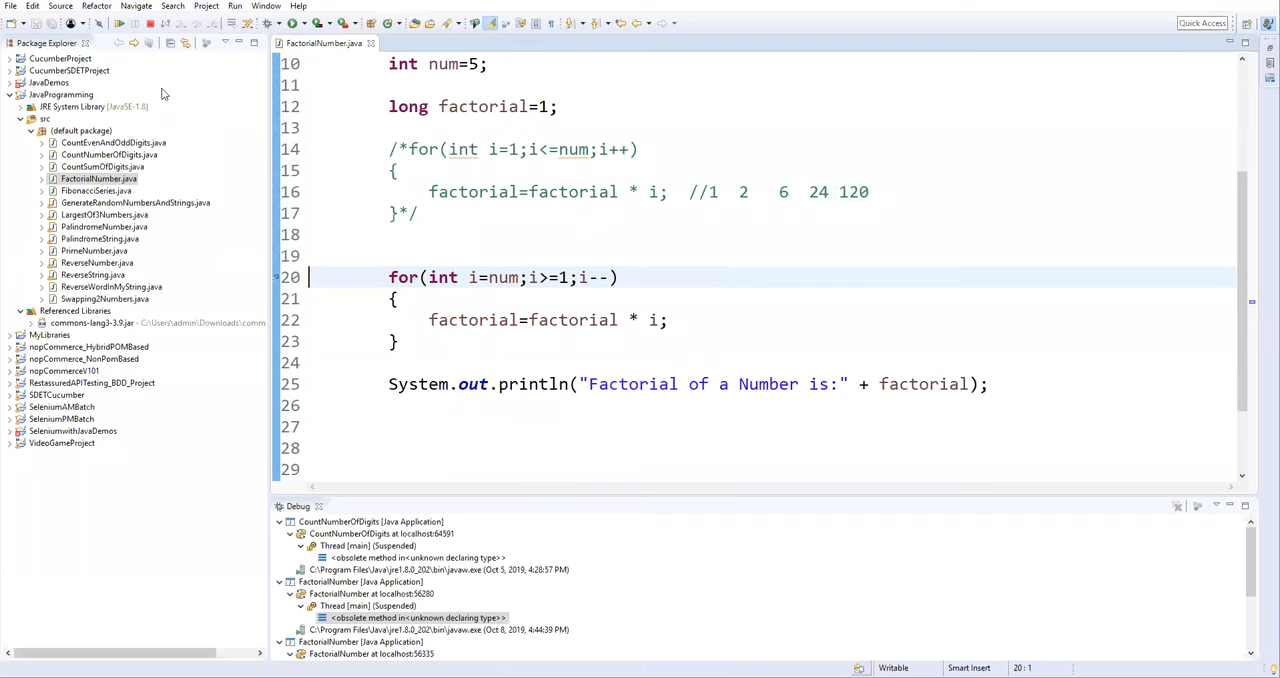 File Edit Source Refactor Navigate Search Project Run Window Help
Quick Access
Package Explorer
CucumberProject
CucumberSDETProject
JavaDemos
JavaProgramming
JRE System Library [JavaSE-1.8]
src
(default package)
CountEvenAndOddDigits.java
CountNumberOfDigits.java
CountSumOfDigits.java
FactorialNumber.java
FibonacciSeries.java
GenerateRandomNumbersAndStrings.java
LargestOf3Numbers.java
PalindromeNumber.java
PalindromeString.java
PrimeNumber.java
ReverseNumber.java
ReverseString.java
ReverseWordInMyString.java
Swapping2Numbers.java
Referenced Libraries
commons-lang3-3.9.jar - C:\Users\admin\Downloads\comm
MyLibraries
nopCommerce_HybridPOMBased
nopCommerce_NonPomBased
nopCommerceV101
RestassuredAPITesting_BDD_Project
SDETCucumber
SeleniumAMBatch
SeleniumPMBatch
SeleniumwithJavaDemos
VideoGameProject
FactorialNumber.java
10 int num=5;
11
12 long factorial=1;
13
14 /*for(int i=1;i<=num;i++)
15 {
16 factorial=factorial * i; //1 2 6 24 120
17 }*/
18
19
20 for(int i=num;i>=1;i--)
21 {
22 factorial=factorial * i;
23 }
24
25 System.out.println("Factorial of a Number is:" + factorial);
26
27
28
29
Debug
CountNumberOfDigits [Java Application]
CountNumberOfDigits at localhost:64591
Thread [main] (Suspended)
<obsolete method in<unknown declaring type>>
C:\Program Files\Java\jre1.8.0_202\bin\javaw.exe (Oct 5, 2019, 4:28:57 PM)
FactorialNumber [Java Application]
FactorialNumber at localhost:56280
Thread [main] (Suspended)
<obsolete method in<unknown declaring type>>
C:\Program Files\Java\jre1.8.0_202\bin\javaw.exe (Oct 8, 2019, 4:44:39 PM)
FactorialNumber [Java Application]
FactorialNumber at localhost:56335
Writable Smart Insert 20 : 1